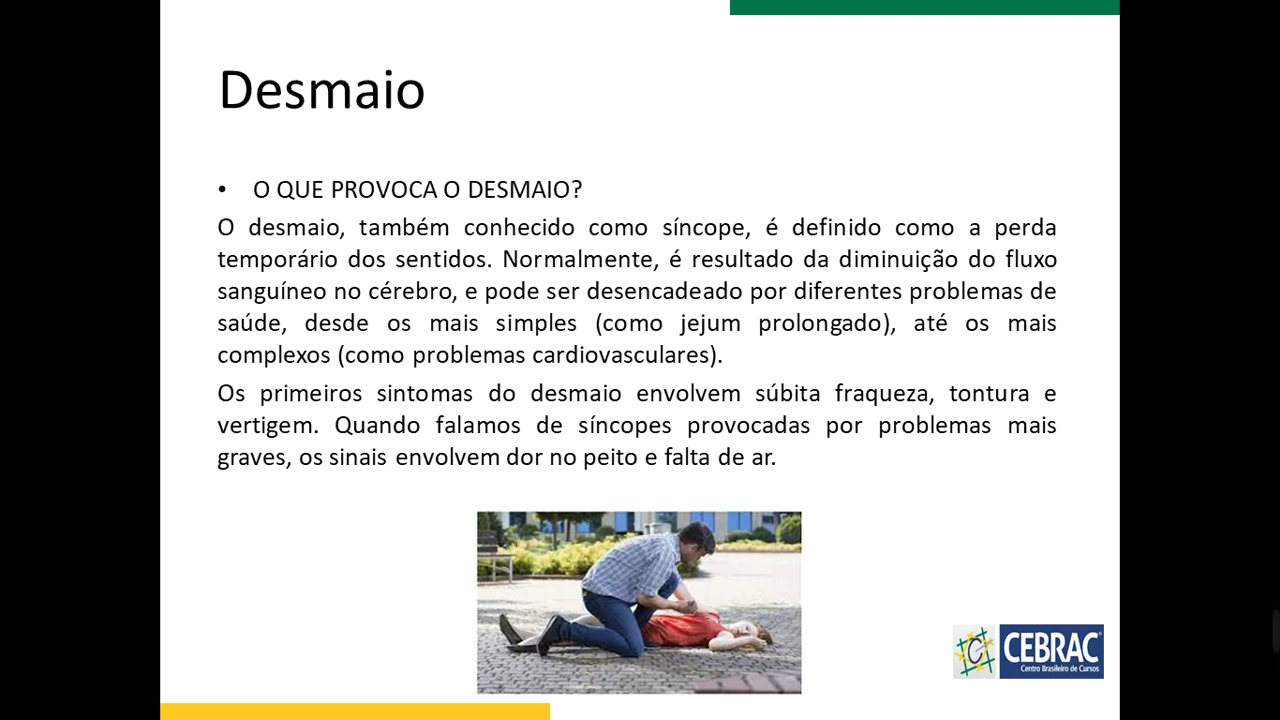 Desmaio
• O QUE PROVOCA O DESMAIO?
O desmaio, também conhecido como síncope, é definido como a perda
temporário dos sentidos. Normalmente, é resultado da diminuição do fluxo
sanguíneo no cérebro, e pode ser desencadeado por diferentes problemas de
saúde, desde os mais simples (como jejum prolongado), até os mais
complexos (como problemas cardiovasculares).
Os primeiros sintomas do desmaio envolvem súbita fraqueza, tontura e
vertigem. Quando falamos de síncopes provocadas por problemas mais
graves, os sinais envolvem dor no peito e falta de ar.
C CEBRAC
Centro Brasileiro de Cursos